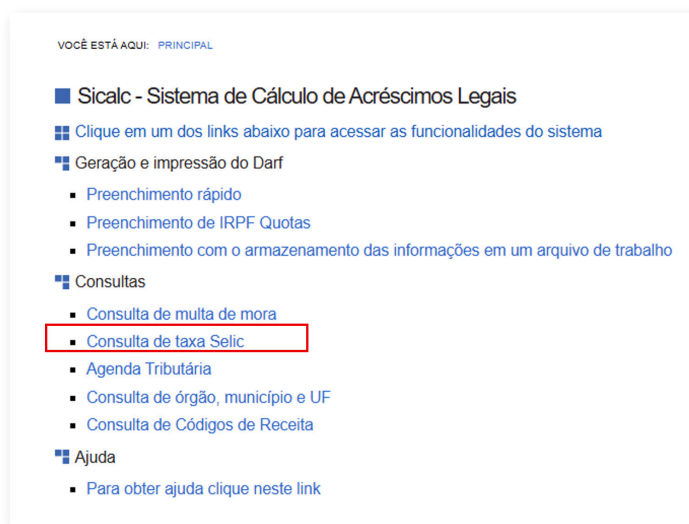 VOCÊ ESTÁ AQUI: PRINCIPAL
Sicalc - Sistema de Cálculo de Acréscimos Legais
Clique em um dos links abaixo para acessar as funcionalidades do sistema
Geração e impressão do Darf
Preenchimento rápido
Preenchimento de IRPF Quotas
Preenchimento com o armazenamento das informações em um arquivo de trabalho
Consultas
Consulta de multa de mora
Consulta de taxa Selic
Agenda Tributária
Consulta de órgão, município e UF
Consulta de Códigos de Receita
Ajuda
Para obter ajuda clique neste link